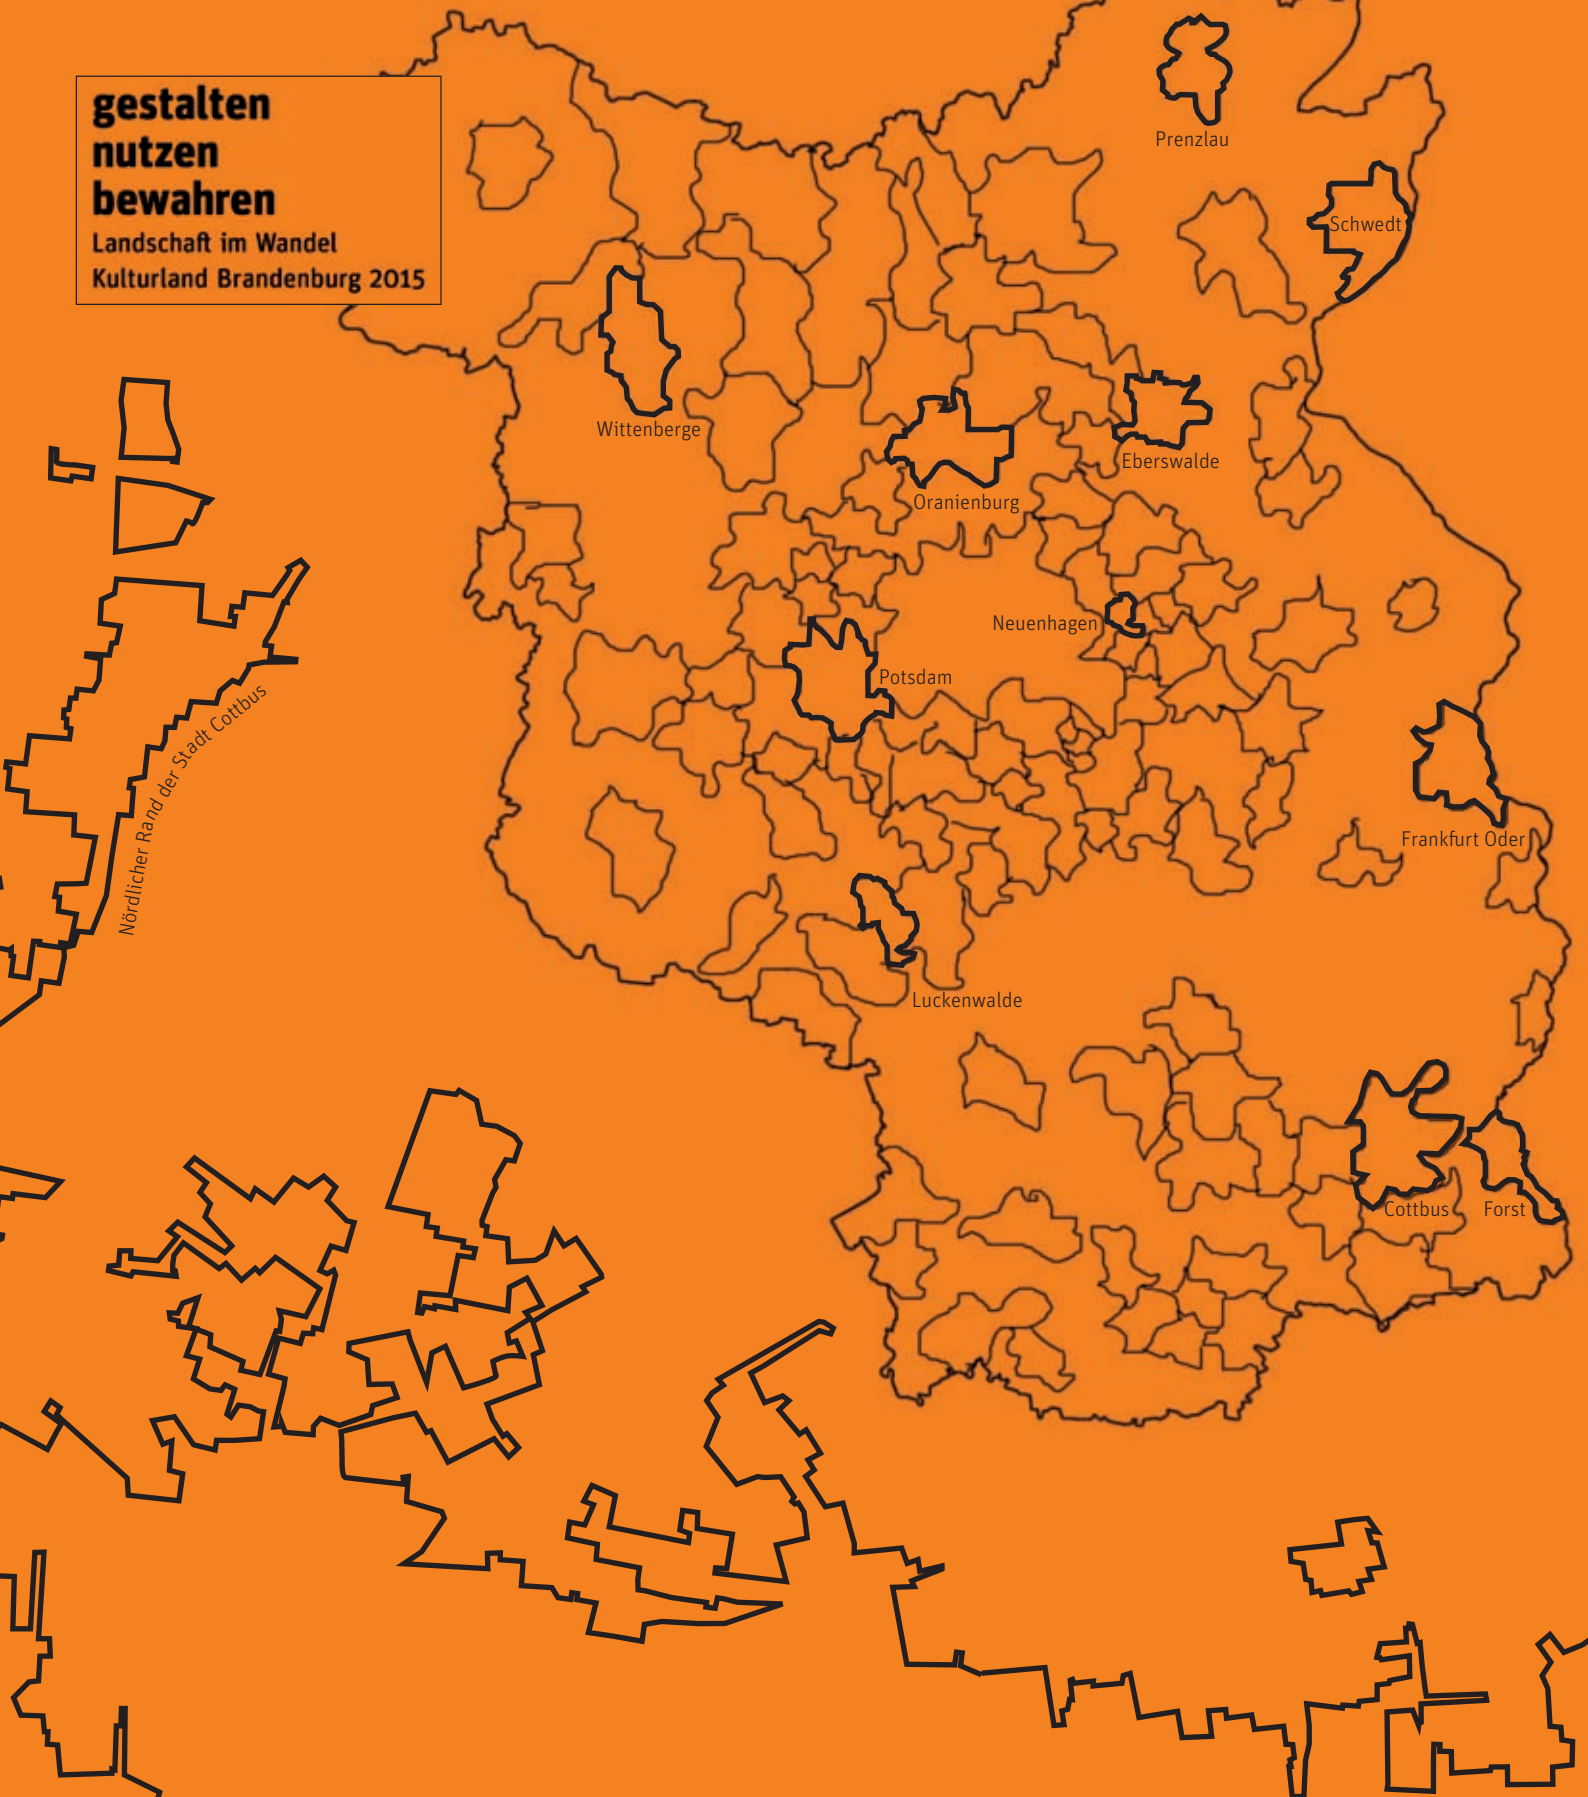 gestalten
nutzen
bewahren
Landschaft im Wandel
Kulturland Brandenburg 2015
Prenzlau
Schwedt
Wittenberge
Eberswalde
Oranienburg
Neuenhagen
Potsdam
Nördlicher Rand der Stadt Cottbus
Frankfurt Oder
Luckenwalde
Cottbus
Forst